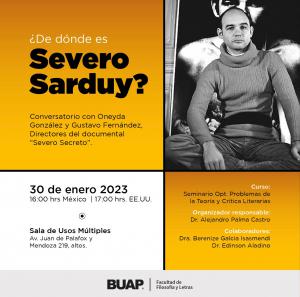 ¿De dónde es
Severo
Sarduy?
Conversatorio con Oneyda
González y Gustavo Fernández,
Directores del documental
"Severo Secreto".
30 de enero 2023
16:00 hrs México | 17:00 hrs EE.UU.
Sala de Usos Múltiples
Av. Juan de Palafox y
Mendoza 219, altos.
Curso:
Seminario Opt. Problemas de
la Teoría y Crítica Literarias
Organizador responsable:
Dr. Alejandro Palma Castro
Colaboradores:
Dra. Berenize Galicia Isasmendi
Dr. Edinson Aladino
BUAP
Facultad de
Filosofía y Letras